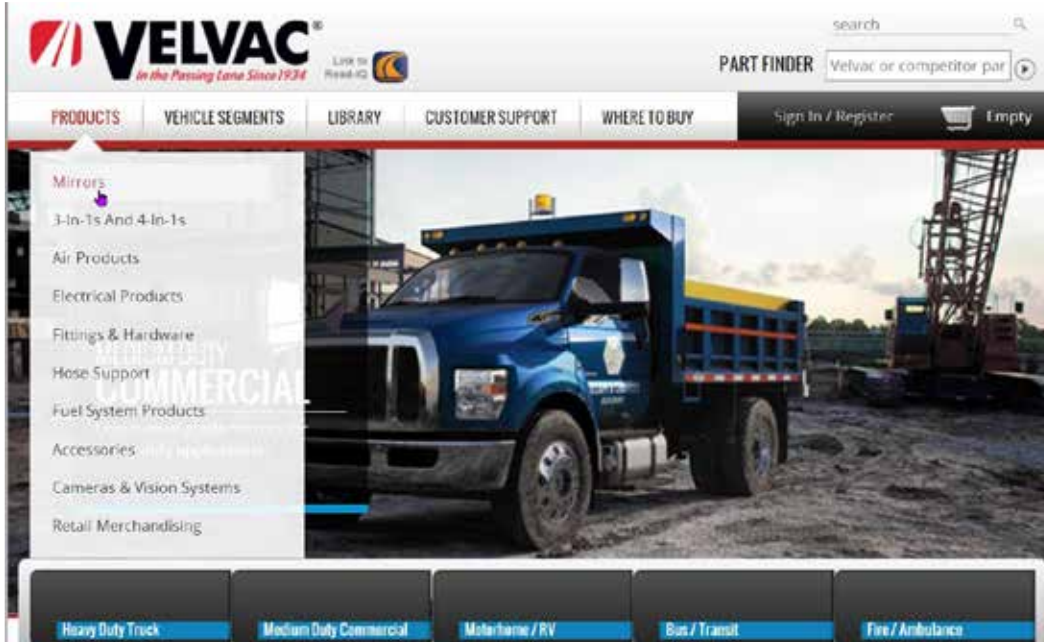 VELVAC®
In the Passing Lane Since 1934
Link to
Road-iQ
search
PART FINDER
Velvac or competitor par
PRODUCTS
VEHICLE SEGMENTS
LIBRARY
CUSTOMER SUPPORT
WHERE TO BUY
Sign In / Register
Empty
Mirrors
3-In-1s And 4-In-1s
Air Products
Electrical Products
Fittings & Hardware
MEDIUM DUTY
Hose Support
COMMERCIAL
Fuel System Products
Accessories
Cameras & Vision Systems
Retail Merchandising
Heavy Duty Truck
Medium Duty Commercial
Motorhome / RV
Bus / Transit
Fire / Ambulance